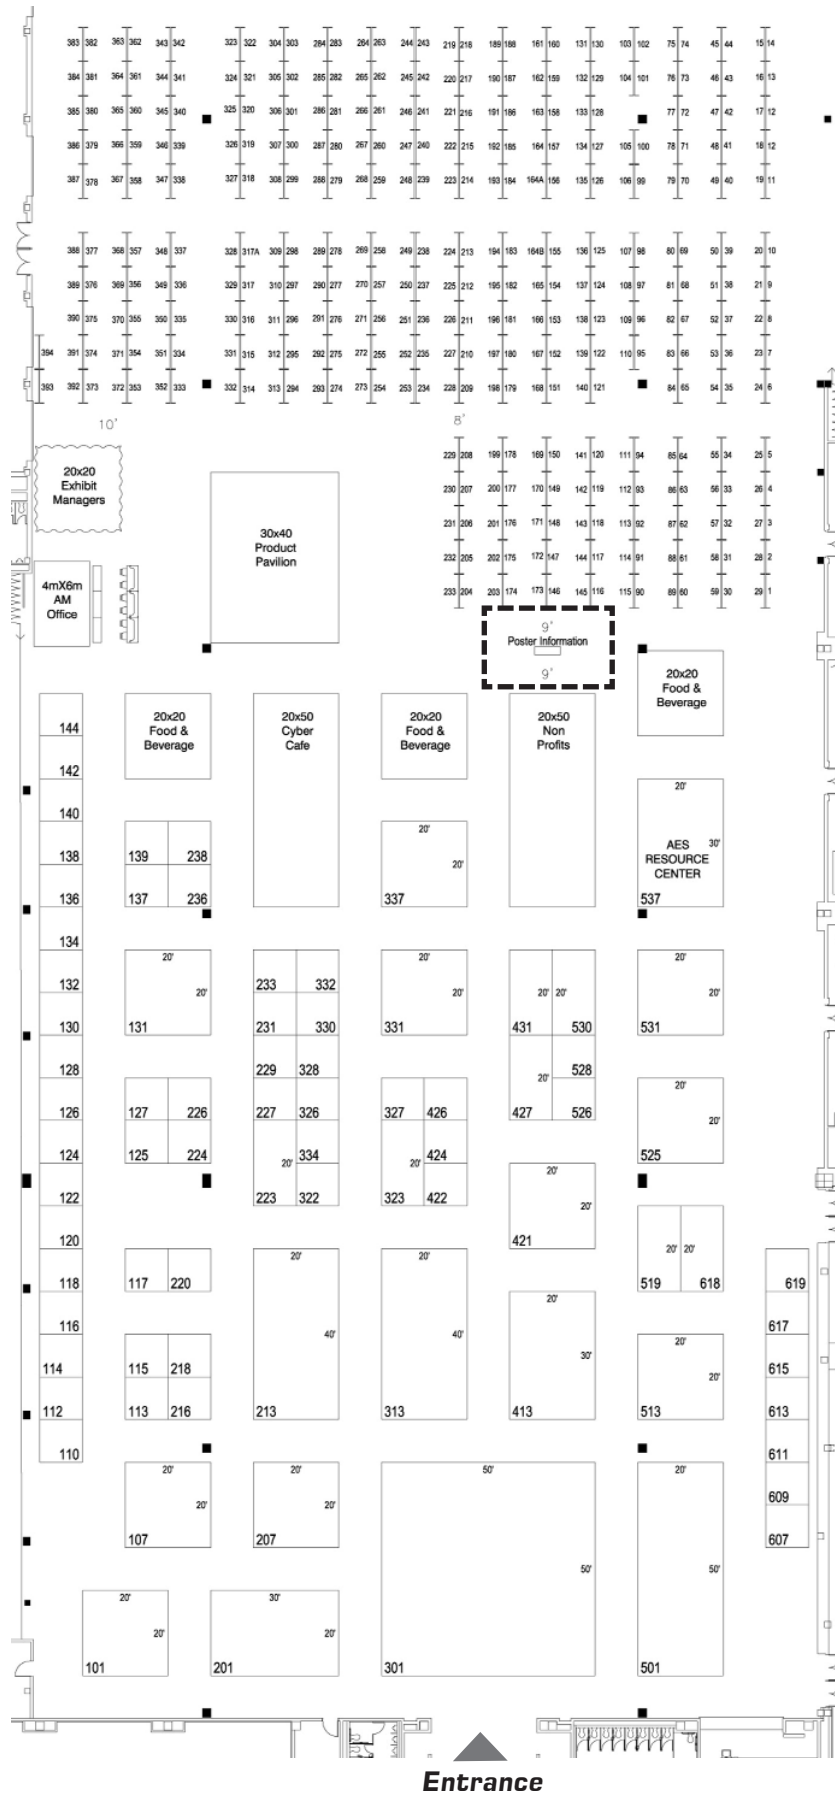 383 382 363 362 343 342 323 322 304 303 284 283 264 263 244 243 219 218 189 188 161 160 131 130 103 102 75 74 45 44 15 14
384 381 364 361 344 341 324 321 305 302 285 282 265 262 245 242 220 217 190 187 162 159 132 129 104 101 76 73 46 43 16 13
385 380 365 360 345 340 325 320 306 301 286 281 266 261 246 241 221 216 191 186 163 158 133 128 77 72 47 42 17 12
386 379 366 359 346 339 326 319 307 300 287 280 267 260 247 240 222 215 192 185 164 157 134 127 105 100 78 71 48 41 18 12
387 378 367 358 347 338 327 318 308 299 288 279 268 259 248 239 223 214 193 184 164A 156 135 126 106 99 79 70 49 40 19 11
388 377 368 357 348 337 328 317A 309 298 289 278 269 258 249 238 224 213 194 183 164B 155 136 125 107 98 80 69 50 39 20 10
389 376 369 356 349 336 329 317 310 297 290 277 270 257 250 237 225 212 195 182 165 154 137 124 108 97 81 68 51 38 21 9
390 375 370 355 350 335 330 316 311 296 291 276 271 256 251 236 226 211 196 181 166 153 138 123 109 96 82 67 52 37 22 8
394 391 374 371 354 351 334 331 315 312 295 292 275 272 255 252 235 227 210 197 180 167 152 139 122 110 95 83 66 53 36 23 7
393 392 373 372 353 352 333 332 314 313 294 293 274 273 254 253 234 228 209 198 179 168 151 140 121 84 65 54 35 24 6
10' 8'
229 208 199 178 169 150 141 120 111 94 85 64 55 34 25 5
230 207 200 177 170 149 142 119 112 93 86 63 56 33 26 4
231 206 201 176 171 148 143 118 113 92 87 62 57 32 27 3
232 205 202 175 172 147 144 117 114 91 88 61 58 31 28 2
233 204 203 174 173 146 145 116 115 90 89 60 59 30 29 1
20x20
Exhibit
Managers
30x40
Product
Pavilion
4mX6m
AM
Office
9'
Poster Information
9'
20x20
Food &
Beverage
144
20x20
Food &
Beverage
20x50
Cyber
Cafe
20x20
Food &
Beverage
20x50
Non
Profits
142
140
20'
AES 30'
RESOURCE
CENTER
537
138 139 238
20'
20'
136 137 236 337
134
132 20' 20' 233 332 20' 20' 20' 20' 20' 20'
130 131 231 330 331 431 530 531
128 229 328 20' 528
126 127 226 227 326 327 426 427 526 20' 20'
124 125 224 20' 334 20' 424 525
122 223 322 323 422 20' 20'
120 421
118 117 220 20' 20' 20' 20' 519 618 619
116 20' 617
114 115 218 40' 40' 30' 20' 20' 615
112 113 216 213 313 413 513 613
110 611
20' 20' 50' 20'
20' 20' 609
107 207 607
50' 50'
20' 30'
20' 20'
101 201 301 501
Entrance